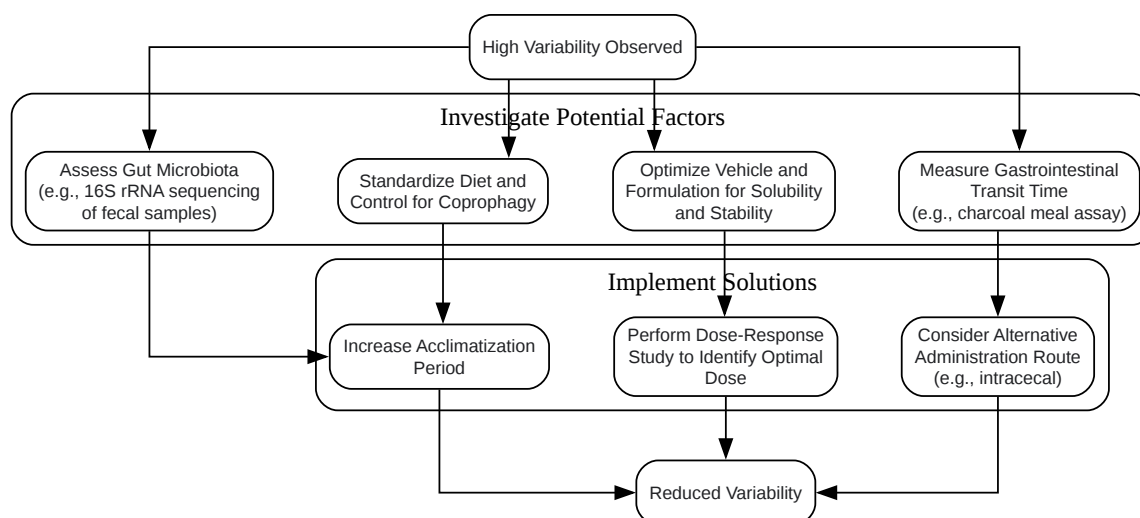 High Variability Observed
Investigate Potential Factors
Assess Gut Microbiota
(e.g., 16S rRNA sequencing
of fecal samples)
Standardize Diet and
Control for Coprophagy
Optimize Vehicle and
Formulation for Solubility
and Stability
Measure Gastrointestinal
Transit Time
(e.g., charcoal meal assay)
Implement Solutions
Increase Acclimatization
Period
Perform Dose-Response
Study to Identify Optimal
Dose
Consider Alternative
Administration Route
(e.g., intracecal)
Reduced Variability